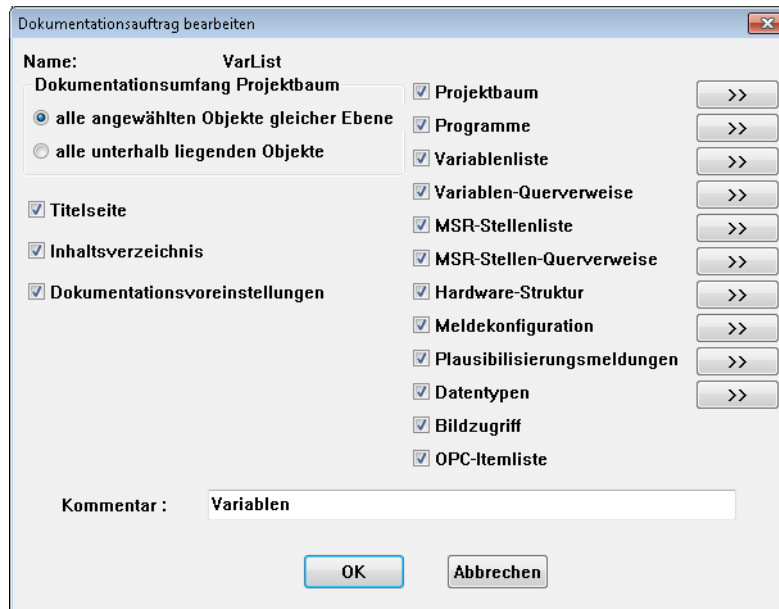 Dokumentationsauftrag bearbeiten
Name: VarList
Dokumentationsumfang Projektbaum
alle angewählten Objekte gleicher Ebene
alle unterhalb liegenden Objekte
Titelseite
Inhaltsverzeichnis
Dokumentationsvoreinstellungen
Projektbaum >>
Programme >>
Variablenliste >>
Variablen-Querverweise >>
MSR-Stellenliste >>
MSR-Stellen-Querverweise >>
Hardware-Struktur >>
Meldekonfiguration >>
Plausibilisierungsmeldungen >>
Datentypen >>
Bildzugriff
OPC-Itemliste
Kommentar : Variablen
OK Abbrechen